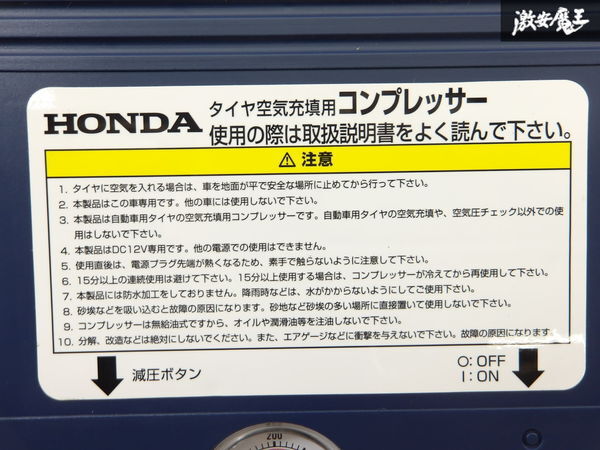 激安魔王
HONDA タイヤ空気充填用コンプレッサー
使用の際は取扱説明書をよく読んで下さい。
⚠ 注意
1. タイヤに空気を入れる場合は、車を地面が平で安全な場所に止めてから行って下さい。
2. 本製品はこの車専用です。他の車には使用しないで下さい。
3. 本製品は自動車用タイヤの空気充填用コンプレッサーです。自動車用タイヤの空気充填や、空気圧チェック以外での使
用はしないで下さい。
4. 本製品はDC12V専用です。他の電源での使用はできません。
5. 使用直後は、電源プラグ先端が熱くなるため、素手で触らないように注意して下さい。
6. 15分以上の連続使用は避けて下さい。15分以上使用する場合は、コンプレッサーが冷えてから再使用して下さい。
7. 本製品には防水加工をしておりません。降雨時などは、水がかからないようにしてご使用下さい。
8. 砂埃などを吸い込むと故障の原因になります。砂地など砂埃の多い場所に直接置いて使用しないで下さい。
9. コンプレッサーは無給油式ですから、オイルや潤滑油等を注油しないで下さい。
10. 分解、改造などは絶対にしないでください。また、エアゲージなどに衝撃を与えないで下さい。故障の原因になります。
減圧ボタン
○: OFF
I : ON
200